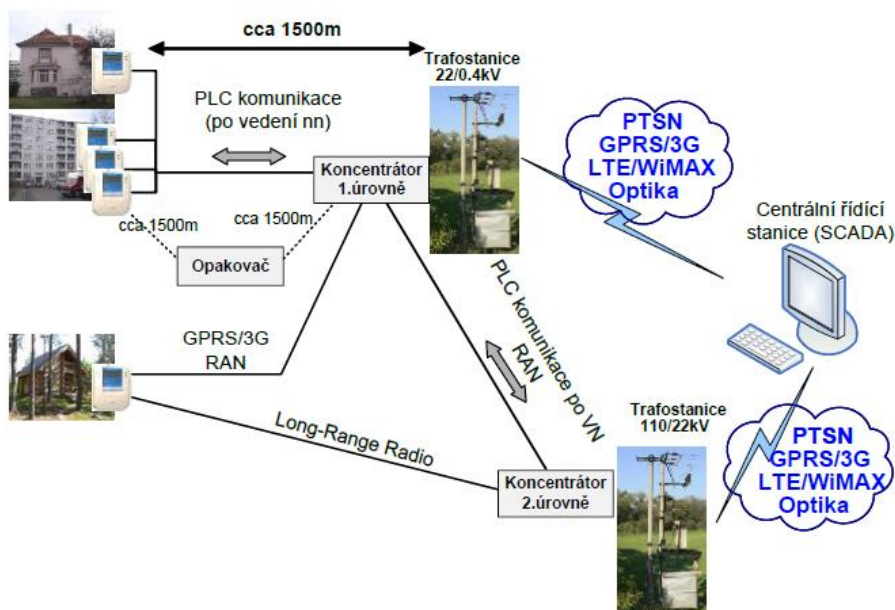 cca 1500m
Trafostanice
22/0.4kV
PLC komunikace
(po vedení nn)
Koncentrátor
1.úrovně
PTSN
GPRS/3G
LTE/WiMAX
Optika
Centrální řídící
stanice (SCADA)
cca 1500m
cca 1500m
Opakovač
PLC komunikace po VN
RAN
GPRS/3G
RAN
Long-Range Radio
Trafostanice
110/22kV
Koncentrátor
2.úrovně
PTSN
GPRS/3G
LTE/WiMAX
Optika